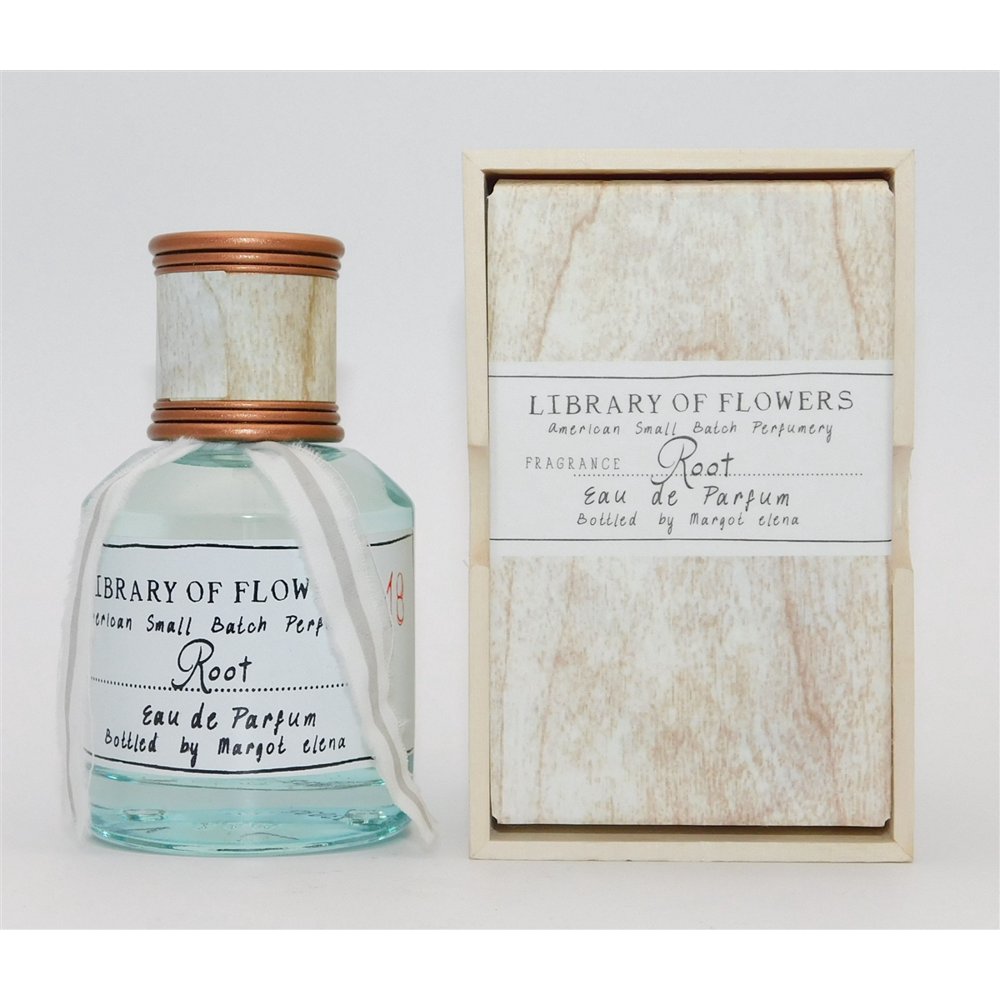 LIBRARY OF FLOW
American Small Batch Perf
Root
Eau de Parfum
Bottled by Margot elena
18
LIBRARY OF FLOWERS
american Small Batch Perfumery
FRAGRANCE Root
Eau de Parfum
Bottled by Margot elena